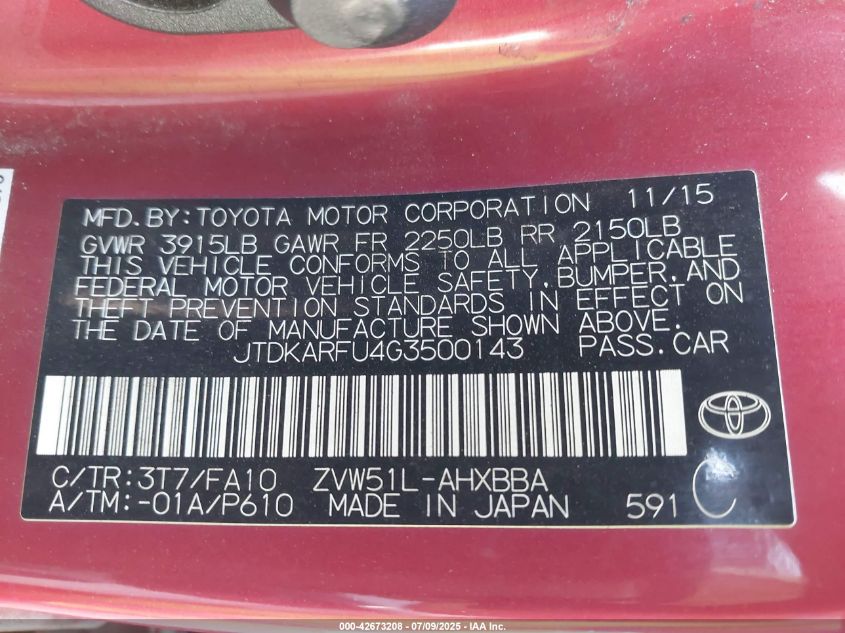 MFD.BY:TOYOTA MOTOR CORPORATION 11/15
GVWR 3915LB GAWR FR 2250LB RR 2150LB
THIS VEHICLE CONFORMS TO ALL APPLICABLE
FEDERAL MOTOR VEHICLE SAFETY,BUMPER,AND
THEFT PREVENTION STANDARDS IN EFFECT ON
THE DATE OF MANUFACTURE SHOWN ABOVE.
JTDKARFU4G3500143 PASS.CAR
C/TR:3T7/FA10 ZVW51L-AHXBBA
A/TM:-01A/P610 MADE IN JAPAN 591 C
000-42673208 - 07/09/2025 - IAA Inc.